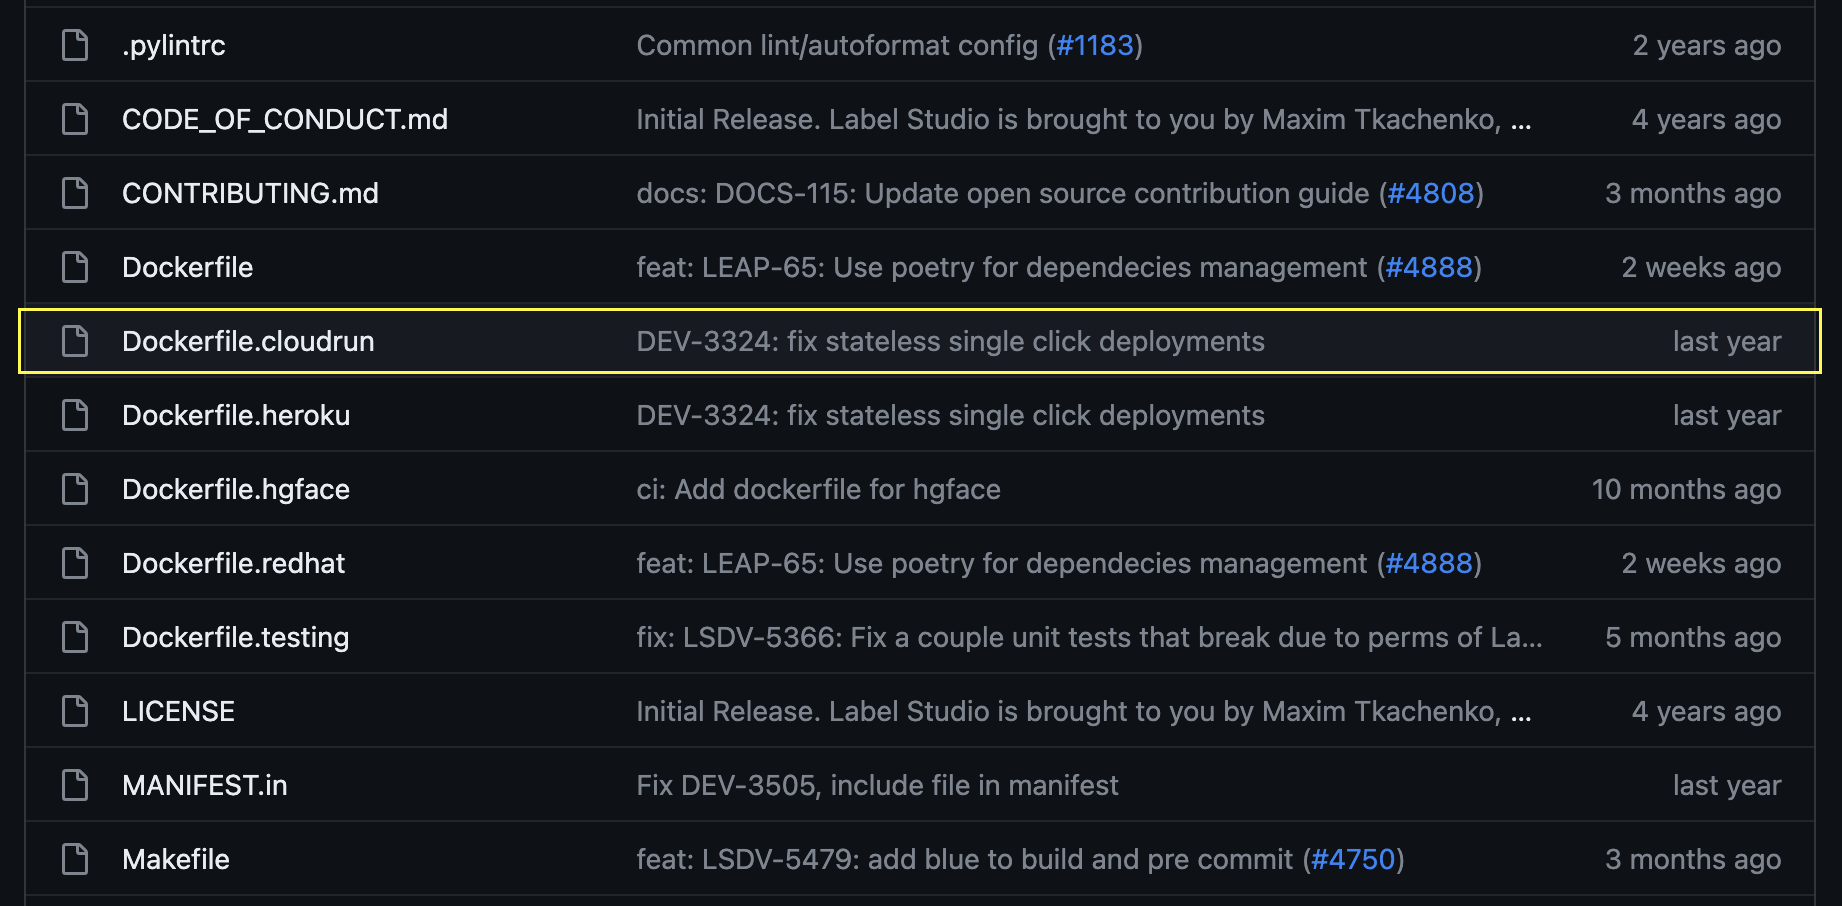 .pylintrc Common lint/autoformat config (#1183) 2 years ago
CODE_OF_CONDUCT.md Initial Release. Label Studio is brought to you by Maxim Tkachenko, ... 4 years ago
CONTRIBUTING.md docs: DOCS-115: Update open source contribution guide (#4808) 3 months ago
Dockerfile feat: LEAP-65: Use poetry for dependecies management (#4888) 2 weeks ago
Dockerfile.cloudrun DEV-3324: fix stateless single click deployments last year
Dockerfile.heroku DEV-3324: fix stateless single click deployments last year
Dockerfile.hgface ci: Add dockerfile for hgface 10 months ago
Dockerfile.redhat feat: LEAP-65: Use poetry for dependecies management (#4888) 2 weeks ago
Dockerfile.testing fix: LSDV-5366: Fix a couple unit tests that break due to perms of La... 5 months ago
LICENSE Initial Release. Label Studio is brought to you by Maxim Tkachenko, ... 4 years ago
MANIFEST.in Fix DEV-3505, include file in manifest last year
Makefile feat: LSDV-5479: add blue to build and pre commit (#4750) 3 months ago